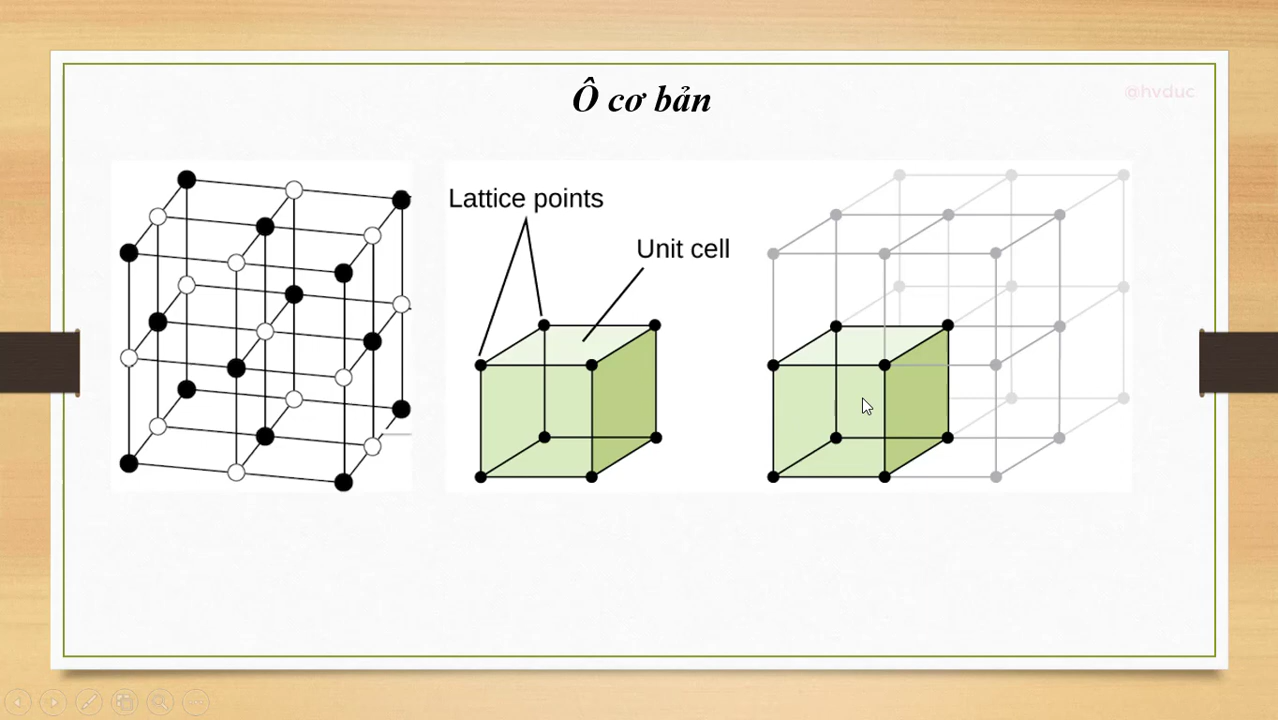 Ô cơ bản
@hvduc
Lattice points
Unit cell